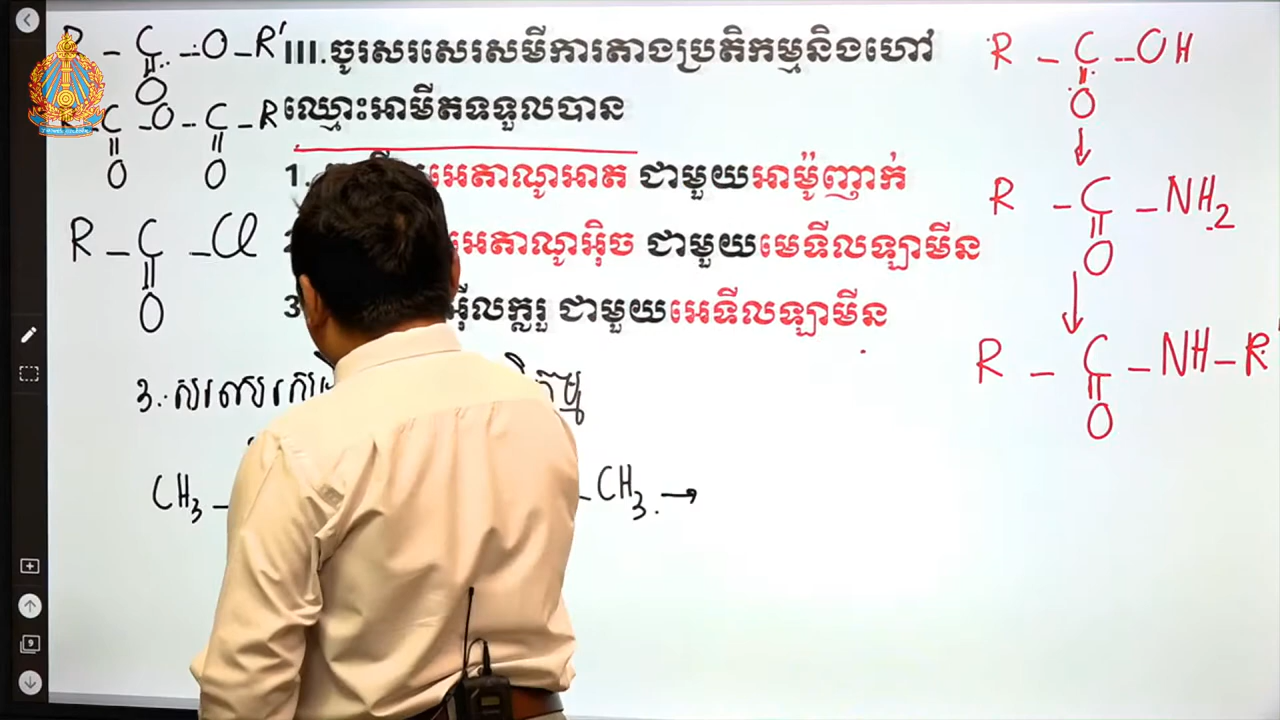 III.ចូរសរសេរសមីការតាងប្រតិកម្មនិងហៅ
ឈ្មោះអាមីតទទួលបាន
1. អេតាណូអាត ជាមួយអាម៉ូញាក់
អេតាណូអ៊ិច ជាមួយមេទីលឡាមីន
3 អ៊ីលក្លរួ ជាមួយអេទីលឡាមីន
R - C - O - R'
O
C - O - C - R
O O
R - C - Cl
O
3. សរសេរ
CH3 - - CH3 →
R - C - OH
O
↓
R - C - NH2
O
↓
R - C - NH - R'
O
9